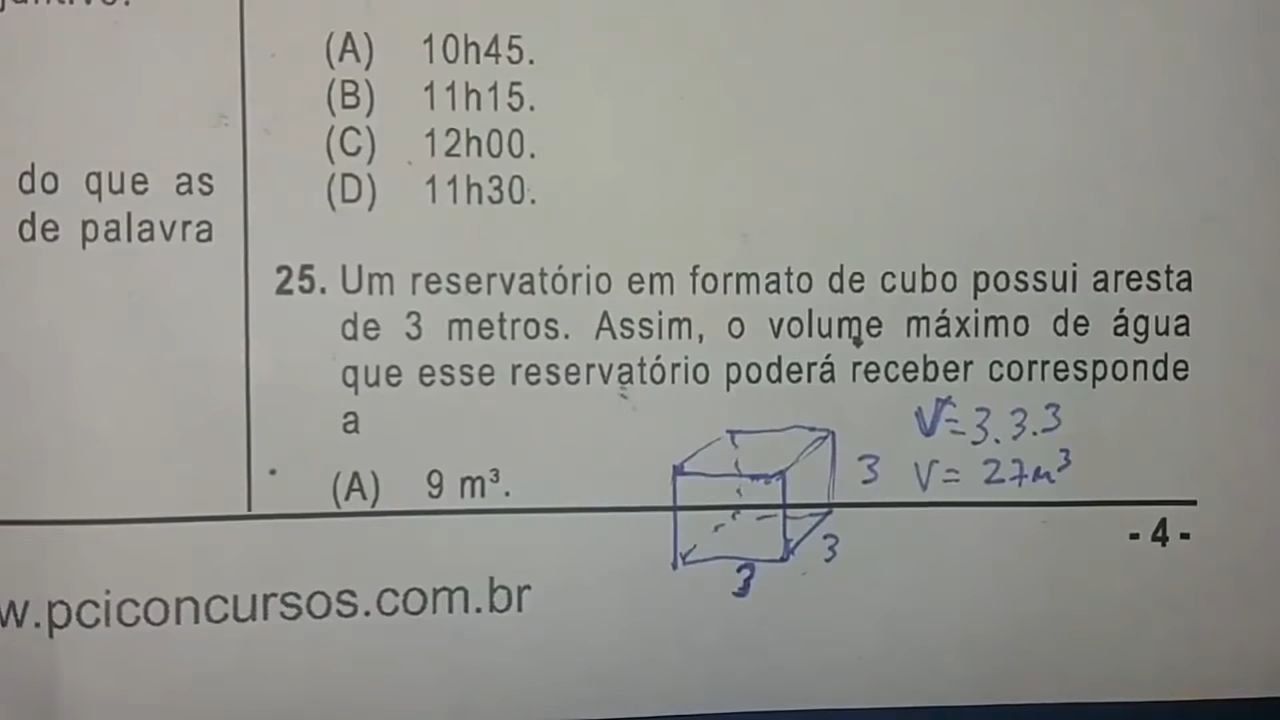 do que as
de palavra
(A) 10h45.
(B) 11h15.
(C) 12h00.
(D) 11h30.
25. Um reservatório em formato de cubo possui aresta
de 3 metros. Assim, o volume máximo de água
que esse reservatório poderá receber corresponde
a
(A) 9 m³.
V=3.3.3
V= 27m³
3
3
3
- 4 -
w.pciconcursos.com.br